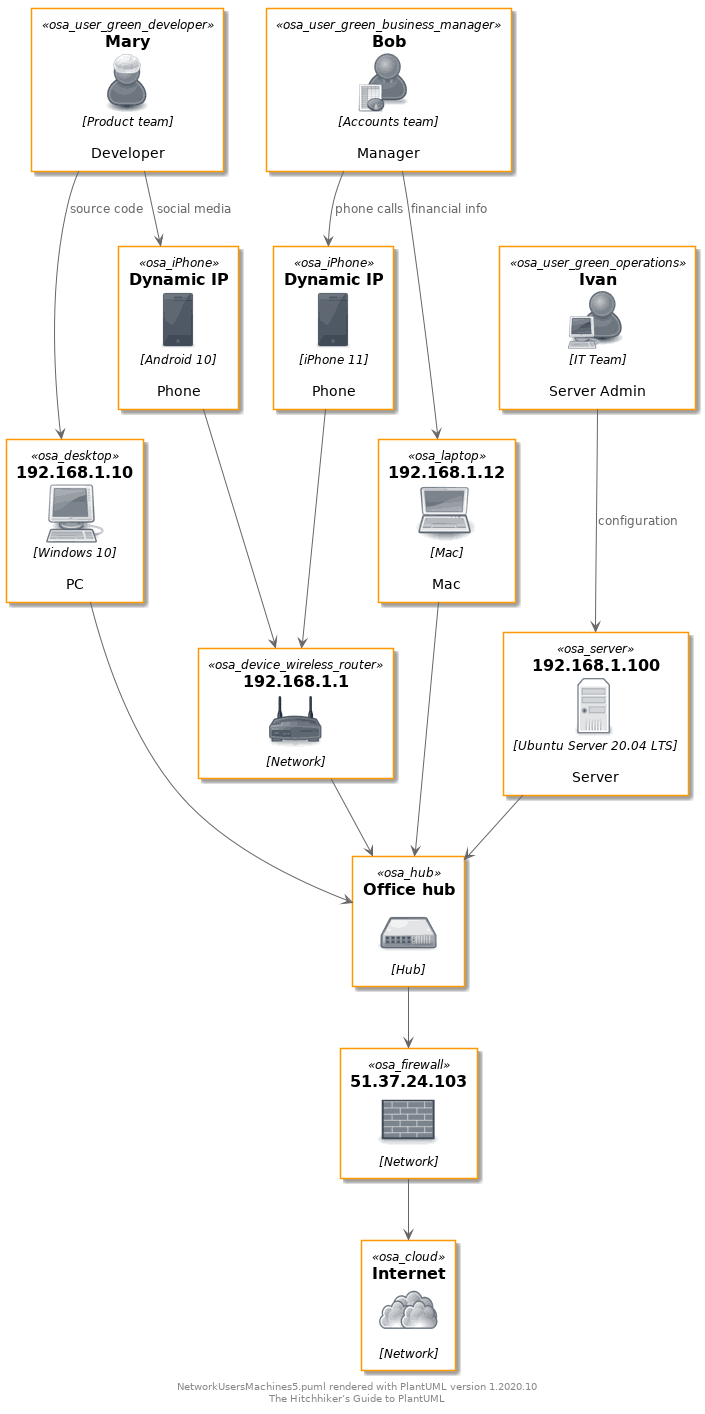 «osa_user_green_developer»
Mary
[Product team]
Developer
«osa_user_green_business_manager»
Bob
[Accounts team]
Manager
source code
social media
phone calls
financial info
«osa_iPhone»
Dynamic IP
[Android 10]
Phone
«osa_iPhone»
Dynamic IP
[iPhone 11]
Phone
«osa_user_green_operations»
Ivan
[IT Team]
Server Admin
«osa_desktop»
192.168.1.10
[Windows 10]
PC
«osa_laptop»
192.168.1.12
[Mac]
Mac
configuration
«osa_device_wireless_router»
192.168.1.1
[Network]
«osa_server»
192.168.1.100
[Ubuntu Server 20.04 LTS]
Server
«osa_hub»
Office hub
[Hub]
«osa_firewall»
51.37.24.103
[Network]
«osa_cloud»
Internet
[Network]
NetworkUsersMachines5.puml rendered with PlantUML version 1.2020.10
The Hitchhiker's Guide to PlantUML